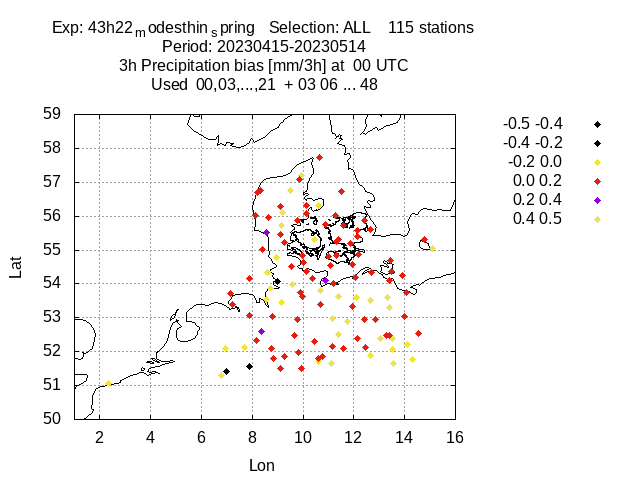 Exp: 43h22modesthinspring Selection: ALL 115 stations
Period: 20230415-20230514
3h Precipitation bias [mm/3h] at 00 UTC
Used 00,03,...,21 + 03 06 ... 48
-0.5 -0.4
-0.4 -0.2
-0.2 0.0
0.0 0.2
0.2 0.4
0.4 0.5
59
58
57
56
55
54
53
52
51
50
Lat
2 4 6 8 10 12 14 16
Lon